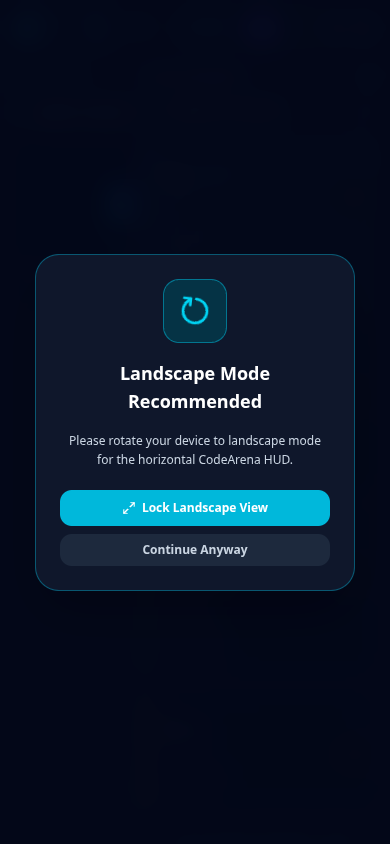 Landscape Mode
Recommended
Please rotate your device to landscape mode
for the horizontal CodeArena HUD.
Lock Landscape View
Continue Anyway